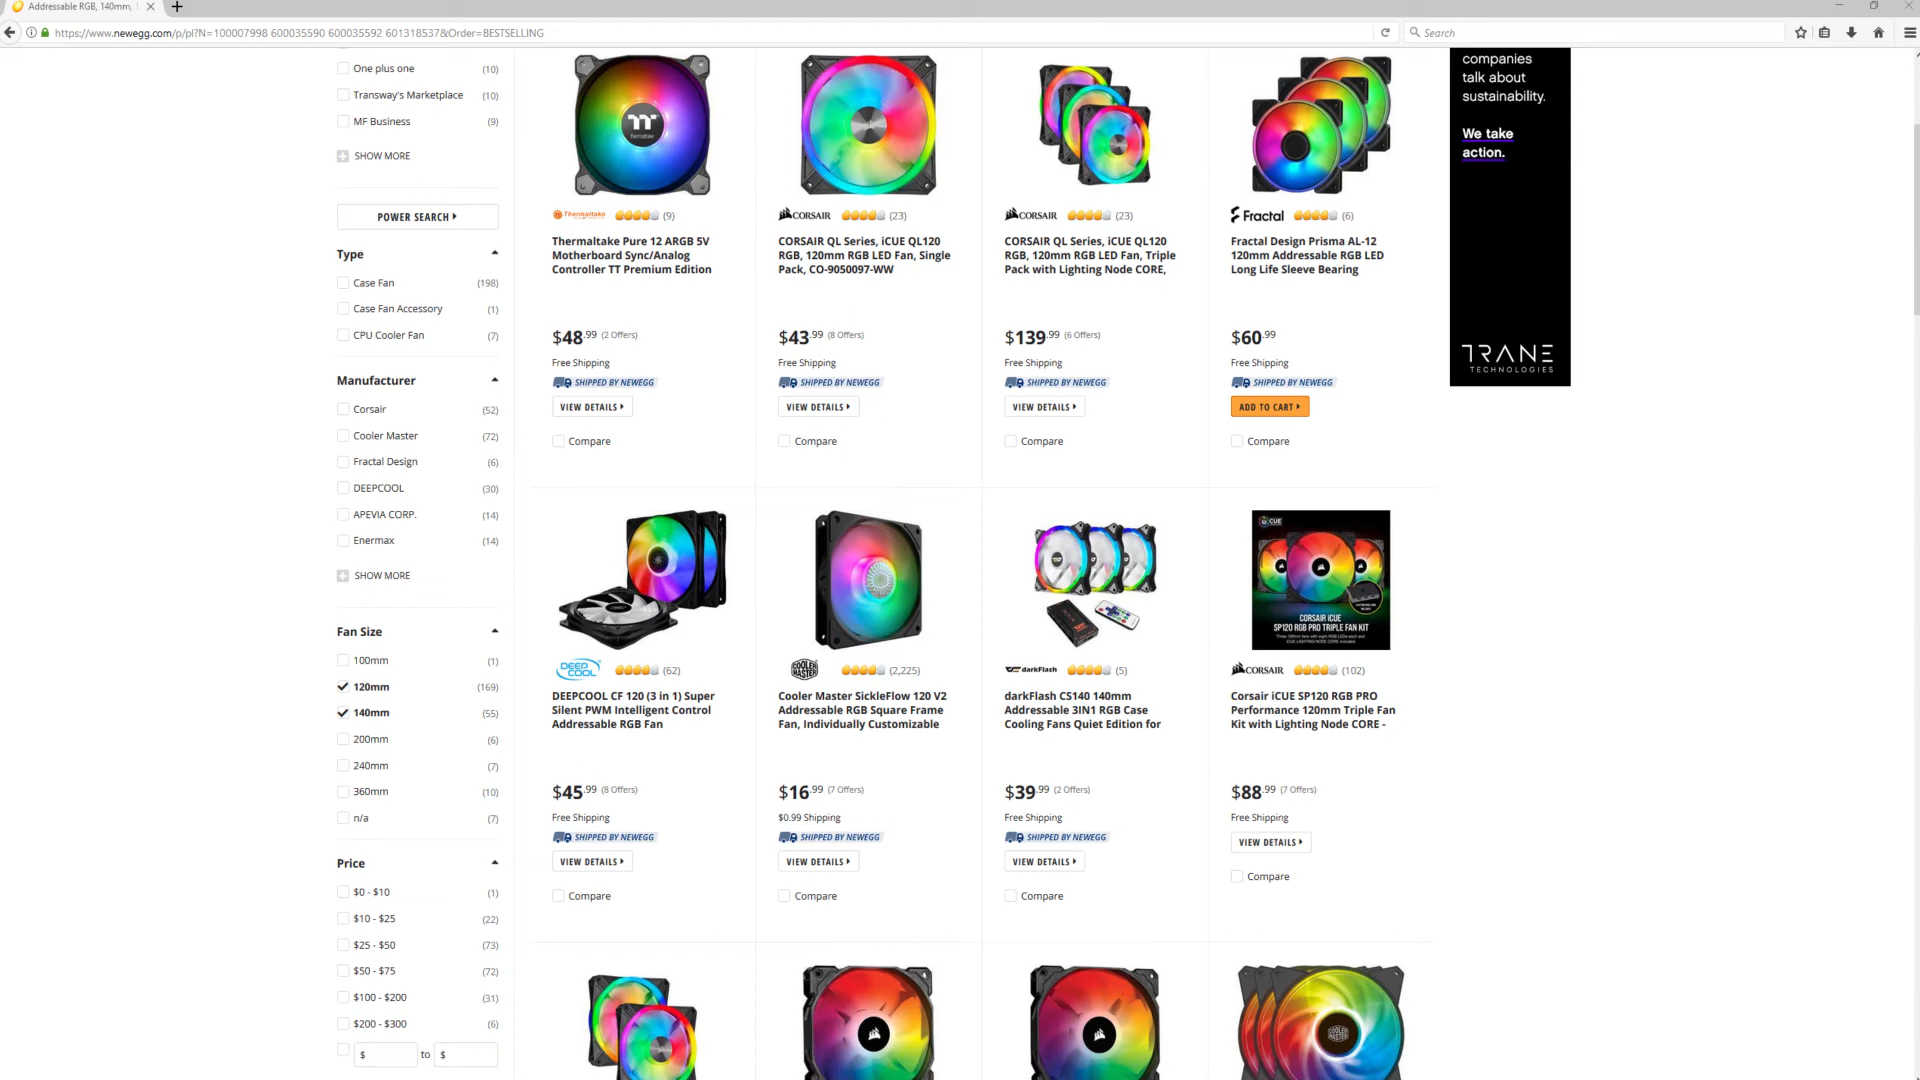 Addressable RGB, 140mm,
https://www.newegg.com/p/pl?N=100007998 600035590 600035592 601318537&Order=BESTSELLING
Search
One plus one (10)
Transway's Marketplace (10)
MF Business (9)
SHOW MORE
POWER SEARCH
Type
Case Fan (198)
Case Fan Accessory (1)
CPU Cooler Fan (7)
Manufacturer
Corsair (52)
Cooler Master (72)
Fractal Design (6)
DEEPCOOL (30)
APEVIA CORP. (14)
Enermax (14)
SHOW MORE
Fan Size
100mm (1)
120mm (169)
140mm (55)
200mm (6)
240mm (7)
360mm (10)
n/a (7)
Price
$0 - $10 (1)
$10 - $25 (22)
$25 - $50 (73)
$50 - $75 (72)
$100 - $200 (31)
$200 - $300 (6)
$ to $
Thermaltake (9)
Thermaltake Pure 12 ARGB 5V
Motherboard Sync/Analog
Controller TT Premium Edition
$48.99 (2 Offers)
Free Shipping
SHIPPED BY NEWEGG
VIEW DETAILS
Compare
CORSAIR (23)
CORSAIR QL Series, iCUE QL120
RGB, 120mm RGB LED Fan, Single
Pack, CO-9050097-WW
$43.99 (8 Offers)
Free Shipping
SHIPPED BY NEWEGG
VIEW DETAILS
Compare
CORSAIR (23)
CORSAIR QL Series, iCUE QL120
RGB, 120mm RGB LED Fan, Triple
Pack with Lighting Node CORE,
$139.99 (6 Offers)
Free Shipping
SHIPPED BY NEWEGG
VIEW DETAILS
Compare
Fractal (6)
Fractal Design Prisma AL-12
120mm Addressable RGB LED
Long Life Sleeve Bearing
$60.99
Free Shipping
SHIPPED BY NEWEGG
ADD TO CART
Compare
DEEP COOL (62)
DEEPCOOL CF 120 (3 in 1) Super
Silent PWM Intelligent Control
Addressable RGB Fan
$45.99 (8 Offers)
Free Shipping
SHIPPED BY NEWEGG
VIEW DETAILS
Compare
COOLER MASTER (2,225)
Cooler Master SickleFlow 120 V2
Addressable RGB Square Frame
Fan, Individually Customizable
$16.99 (7 Offers)
$0.99 Shipping
SHIPPED BY NEWEGG
VIEW DETAILS
Compare
darkFlash (5)
darkFlash CS140 140mm
Addressable 3IN1 RGB Case
Cooling Fans Quiet Edition for
$39.99 (2 Offers)
Free Shipping
SHIPPED BY NEWEGG
VIEW DETAILS
Compare
CUE
CORSAIR iCUE
SP120 RGB PRO TRIPLE FAN KIT
CORSAIR (102)
Corsair iCUE SP120 RGB PRO
Performance 120mm Triple Fan
Kit with Lighting Node CORE -
$88.99 (7 Offers)
Free Shipping
VIEW DETAILS
Compare
COOLER MASTER
companies
talk about
sustainability.
We take
action.
TRANE
TECHNOLOGIES